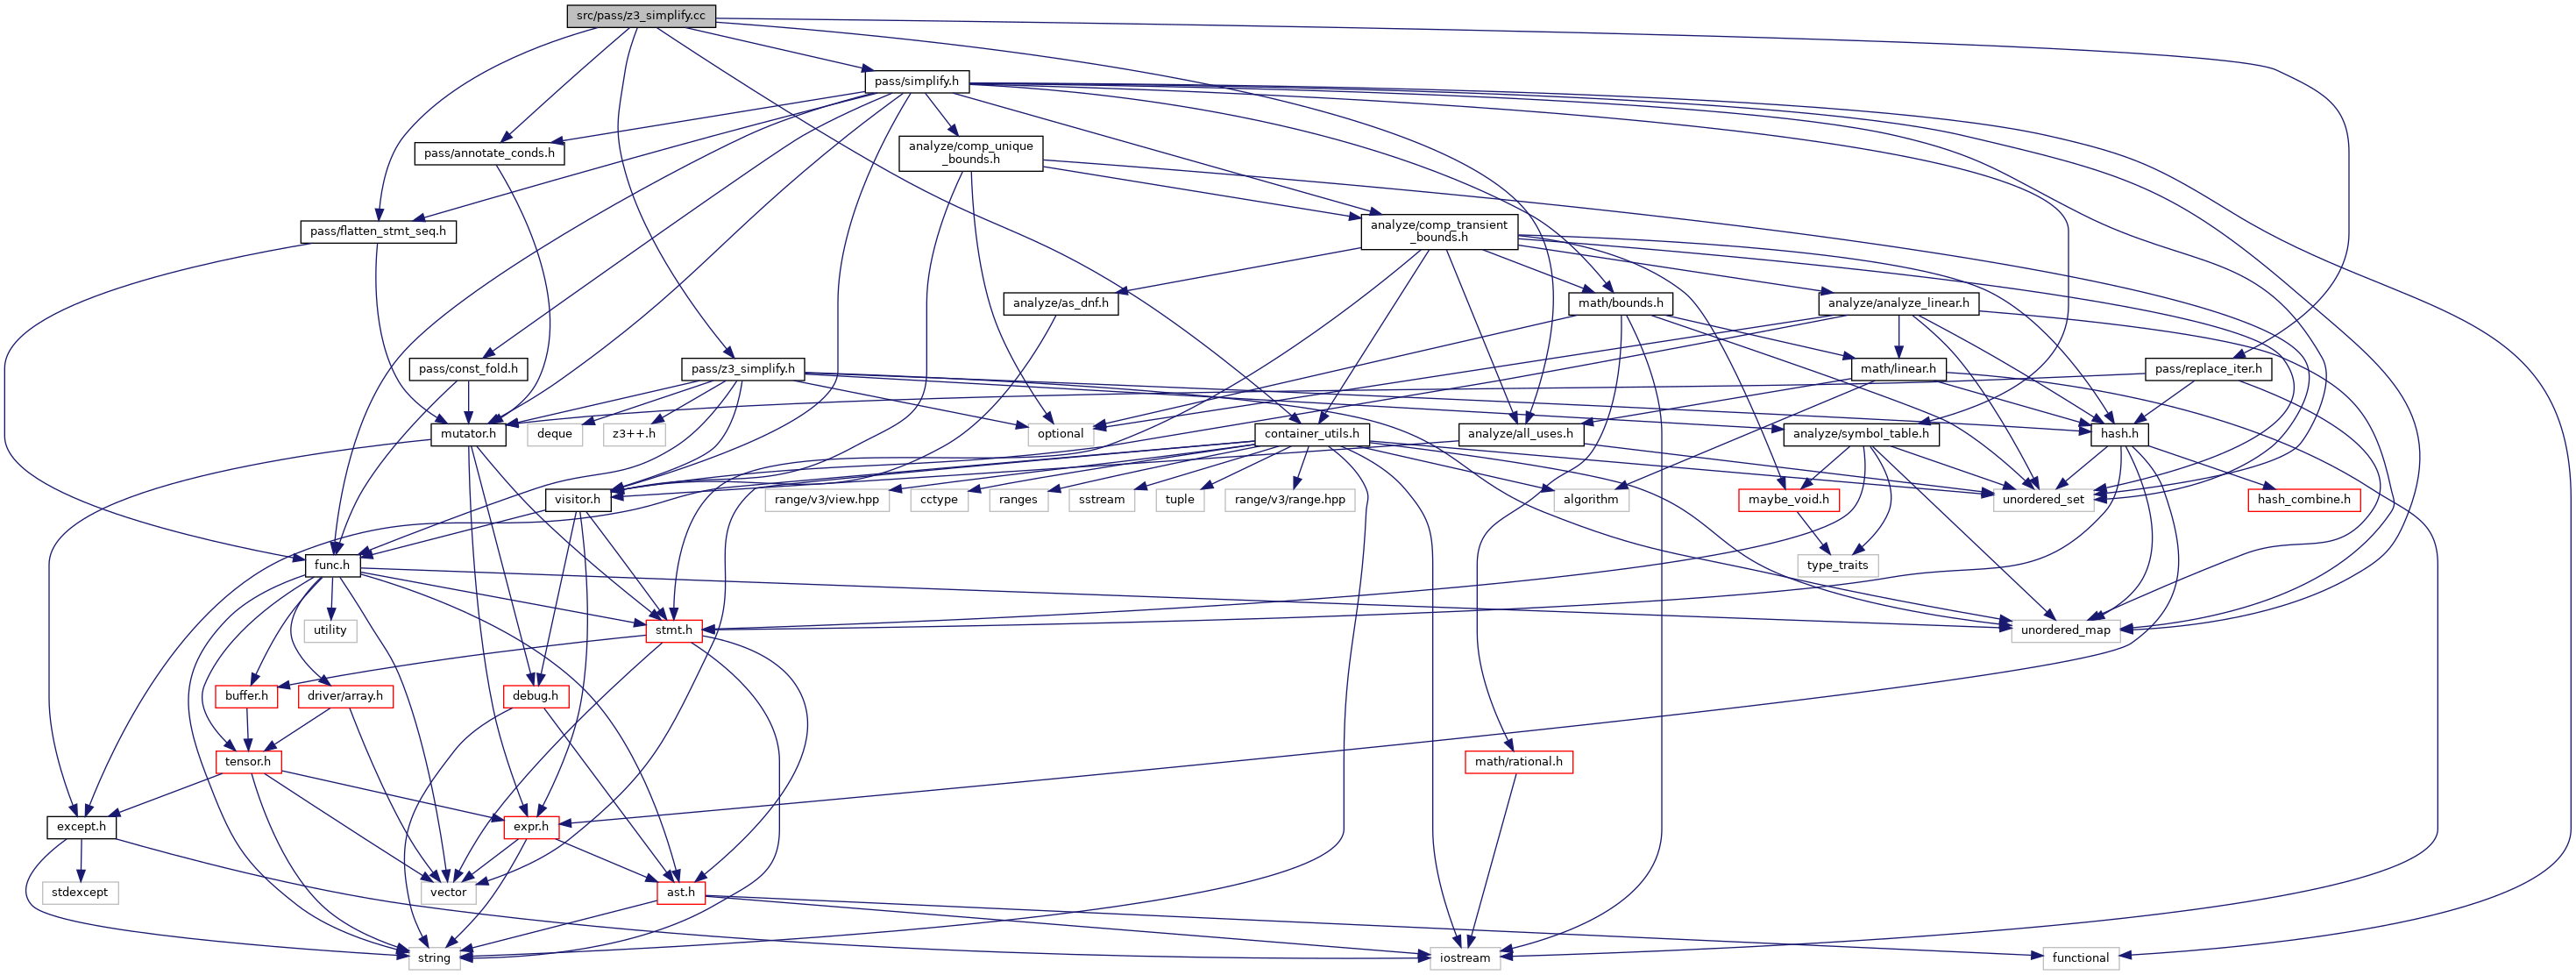 src/pass/z3_simplify.cc
pass/simplify.h
pass/annotate_conds.h
analyze/comp_unique
_bounds.h
pass/flatten_stmt_seq.h
analyze/comp_transient
_bounds.h
analyze/as_dnf.h
math/bounds.h
analyze/analyze_linear.h
pass/const_fold.h
pass/z3_simplify.h
math/linear.h
pass/replace_iter.h
mutator.h
deque
z3++.h
optional
container_utils.h
analyze/all_uses.h
analyze/symbol_table.h
hash.h
visitor.h
range/v3/view.hpp
cctype
ranges
sstream
tuple
range/v3/range.hpp
algorithm
maybe_void.h
unordered_set
hash_combine.h
func.h
type_traits
utility
stmt.h
unordered_map
buffer.h
driver/array.h
debug.h
tensor.h
math/rational.h
except.h
expr.h
stdexcept
vector
ast.h
string
iostream
functional